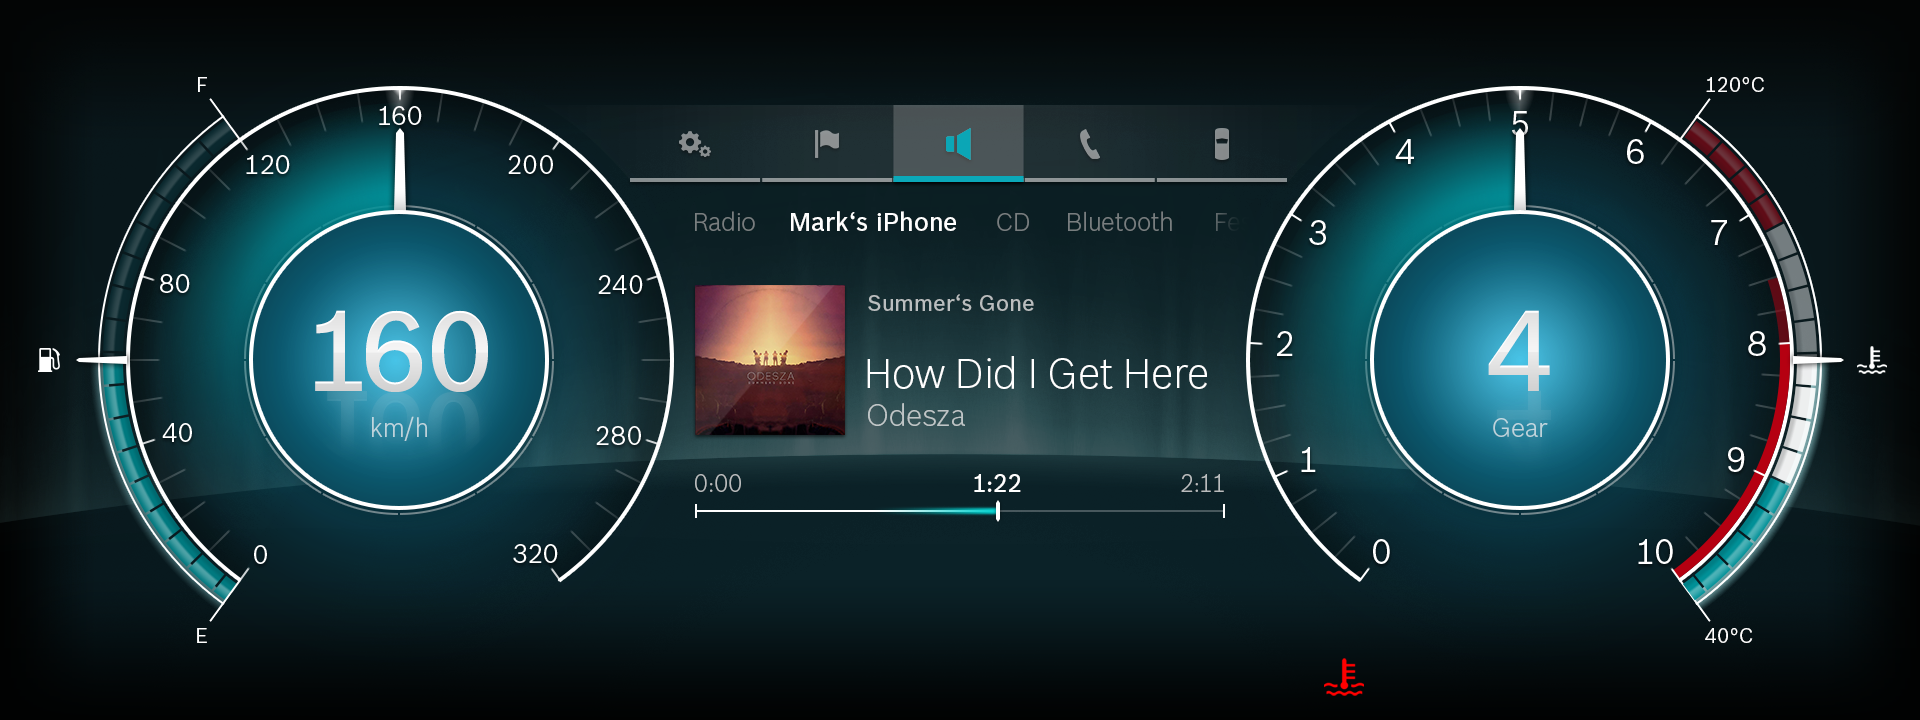 F
160
120
200
80
240
160
km/h
40
280
0
320
E
Radio Mark‘s iPhone CD Bluetooth Fe
ODESZA
Summer‘s Gone
How Did I Get Here
Odesza
0:00 1:22 2:11
120°C
5
4
6
3
7
2
8
4
Gear
1
9
0
10
40°C